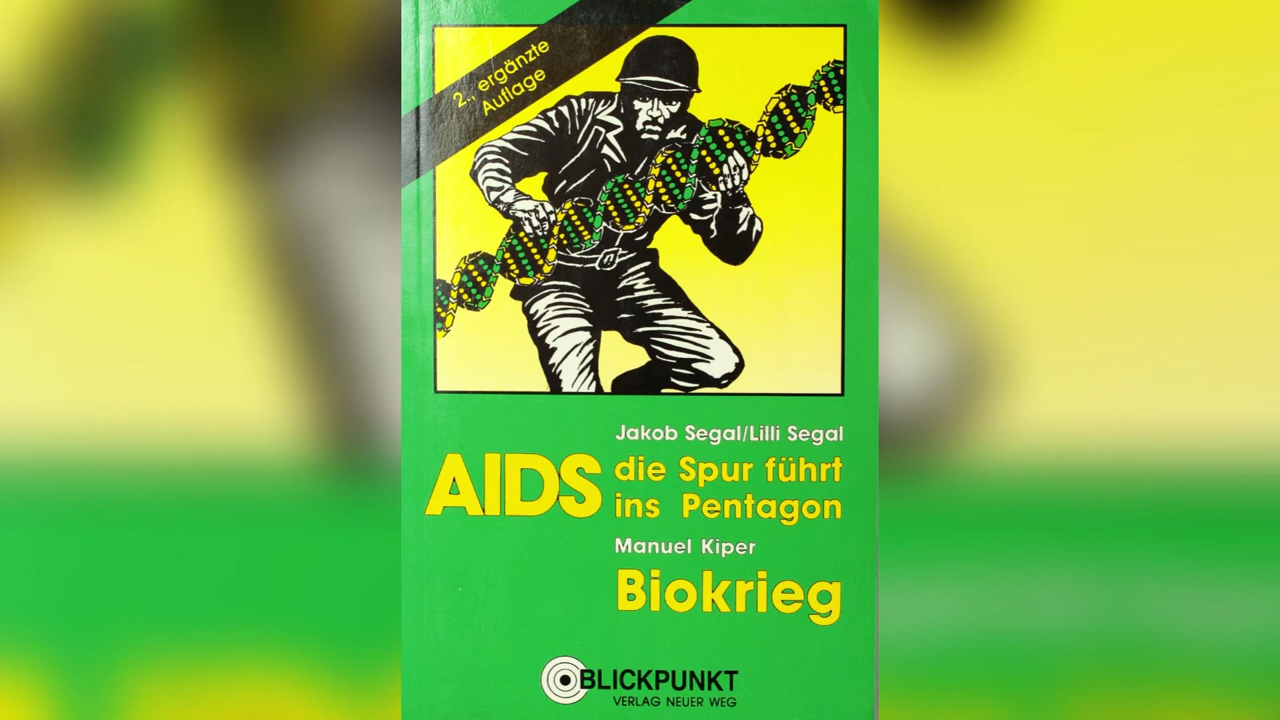 2., ergänzte
Auflage
Jakob Segal/Lilli Segal
AIDS die Spur führt
ins Pentagon
Manuel Kiper
Biokrieg
BLICKPUNKT
VERLAG NEUER WEG